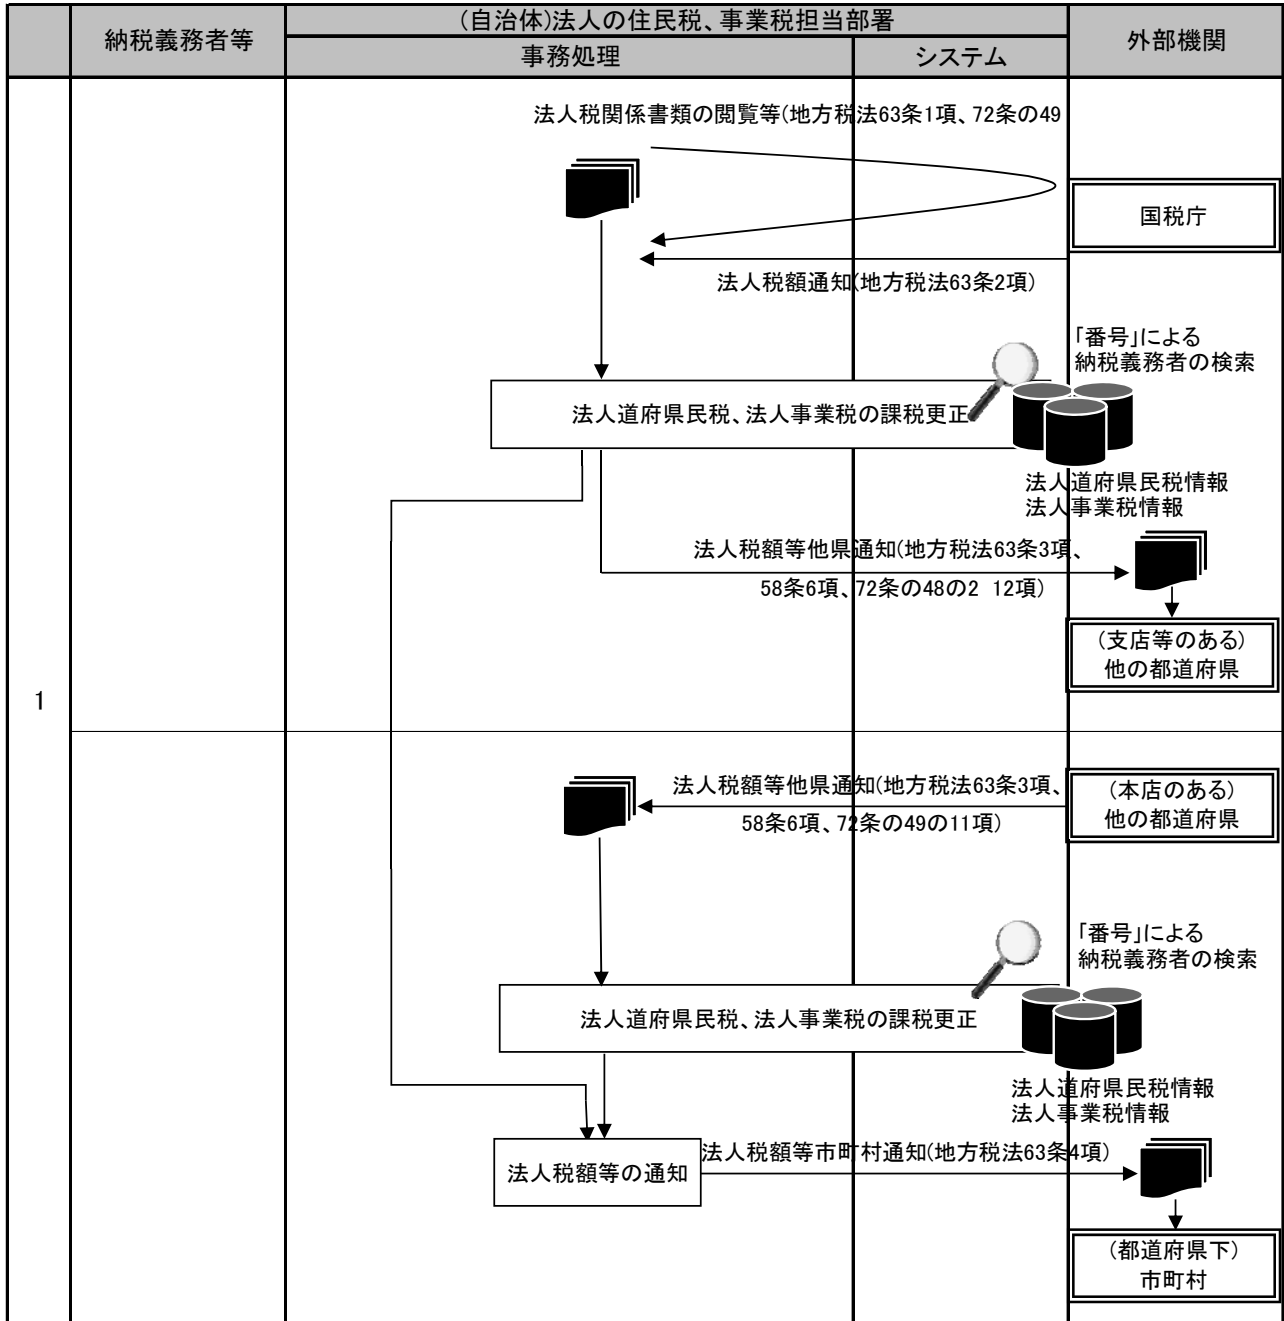 納税義務者等
(自治体)法人の住民税、事業税担当部署
外部機関
事務処理
システム
1
法人税関係書類の閲覧等(地方税法63条1項、72条の49
国税庁
法人税額通知(地方税法63条2項)
「番号」による
納税義務者の検索
法人道府県民税、法人事業税の課税更正
法人道府県民税情報
法人事業税情報
法人税額等他県通知(地方税法63条3項、
58条6項、72条の48の2 12項)
(支店等のある)
他の都道府県
法人税額等他県通知(地方税法63条3項、
58条6項、72条の49の11項)
(本店のある)
他の都道府県
「番号」による
納税義務者の検索
法人道府県民税、法人事業税の課税更正
法人道府県民税情報
法人事業税情報
法人税額等の通知
法人税額等市町村通知(地方税法63条4項)
(都道府県下)
市町村